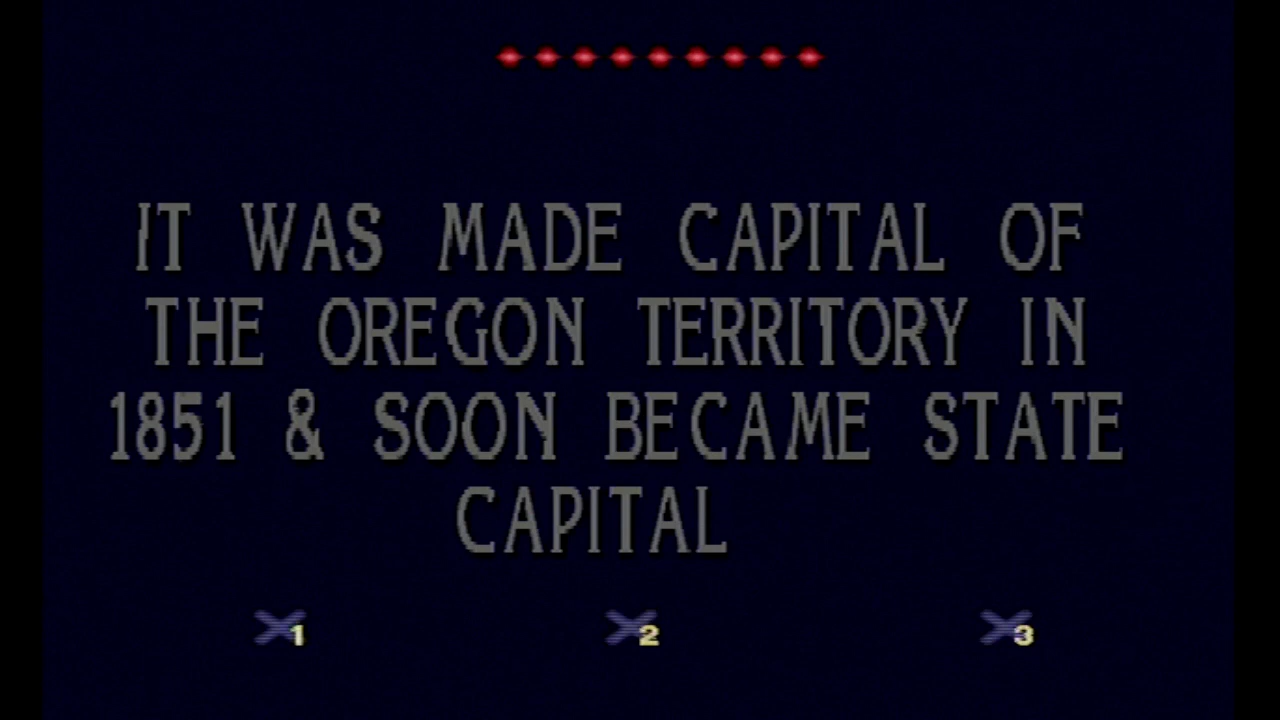 IT WAS MADE CAPITAL OF
THE OREGON TERRITORY IN
1851 & SOON BECAME STATE
CAPITAL
1 2 3